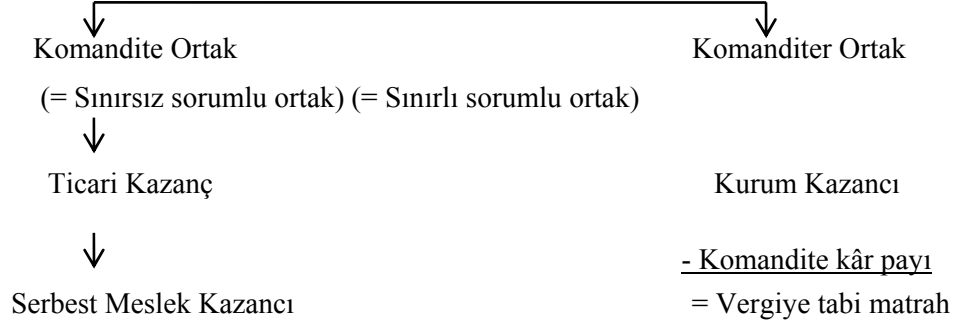 Komandite Ortak Komanditer Ortak
(= Sınırsız sorumlu ortak) (= Sınırlı sorumlu ortak)
Ticari Kazanç Kurum Kazancı
- Komandite kâr payı
Serbest Meslek Kazancı = Vergiye tabi matrah